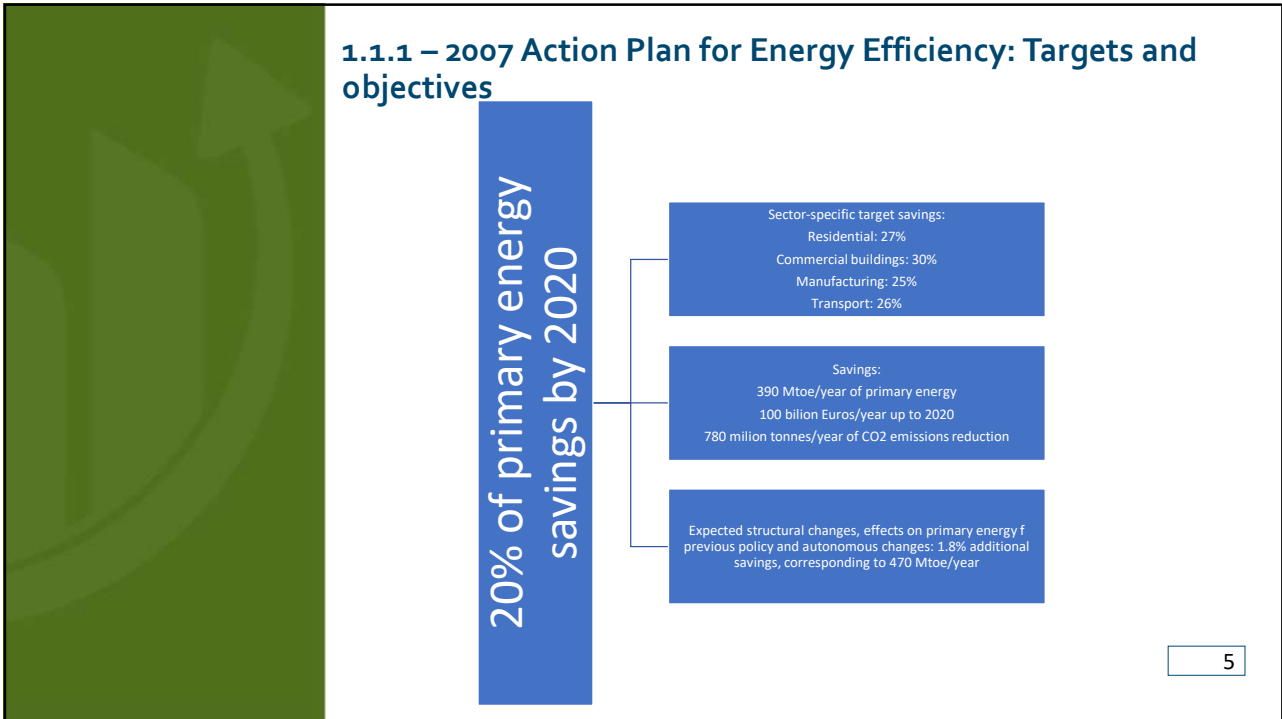 1.1.1 – 2007 Action Plan for Energy Efficiency: Targets and
objectives
20% of primary energy
savings by 2020
Sector-specific target savings:
Residential: 27%
Commercial buildings: 30%
Manufacturing: 25%
Transport: 26%
Savings:
390 Mtoe/year of primary energy
100 bilion Euros/year up to 2020
780 milion tonnes/year of CO2 emissions reduction
Expected structural changes, effects on primary energy f
previous policy and autonomous changes: 1.8% additional
savings, corresponding to 470 Mtoe/year
5